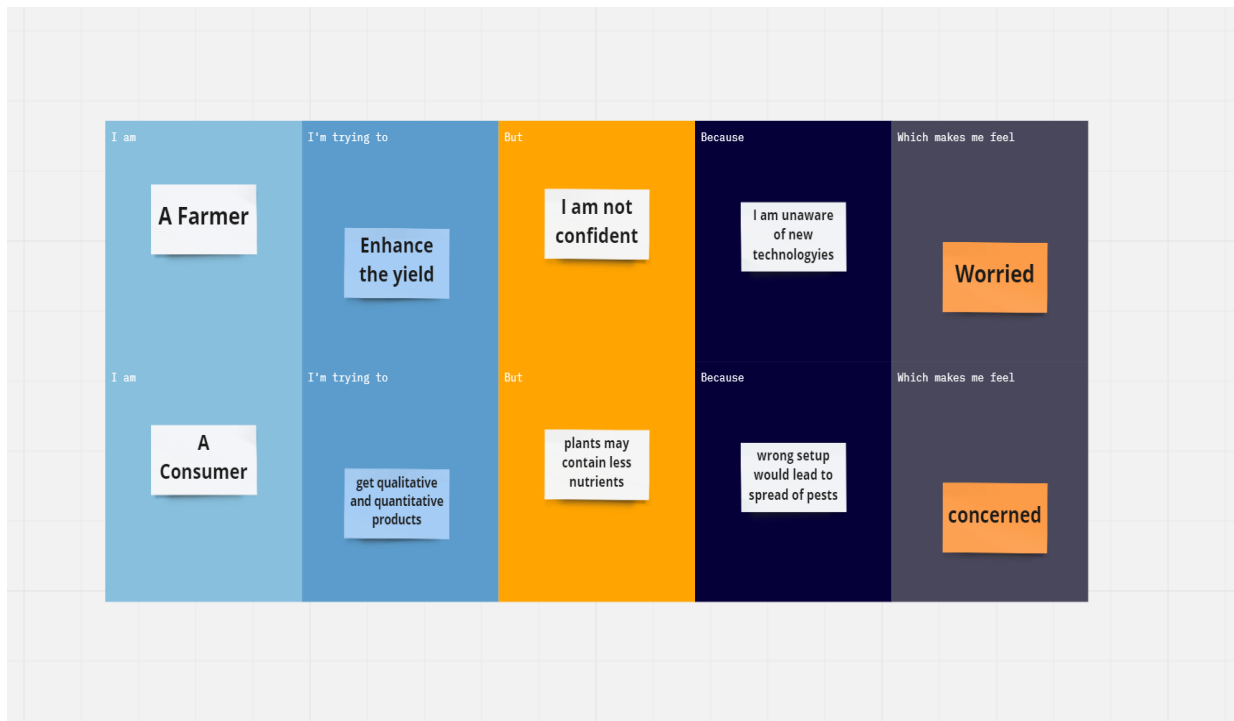 I am
I'm trying to
But
Because
Which makes me feel
A Farmer
Enhance
the yield
I am not
confident
I am unaware
of new
technologyies
Worried
I am
I'm trying to
But
Because
Which makes me feel
A
Consumer
get qualitative
and quantitative
products
plants may
contain less
nutrients
wrong setup
would lead to
spread of pests
concerned